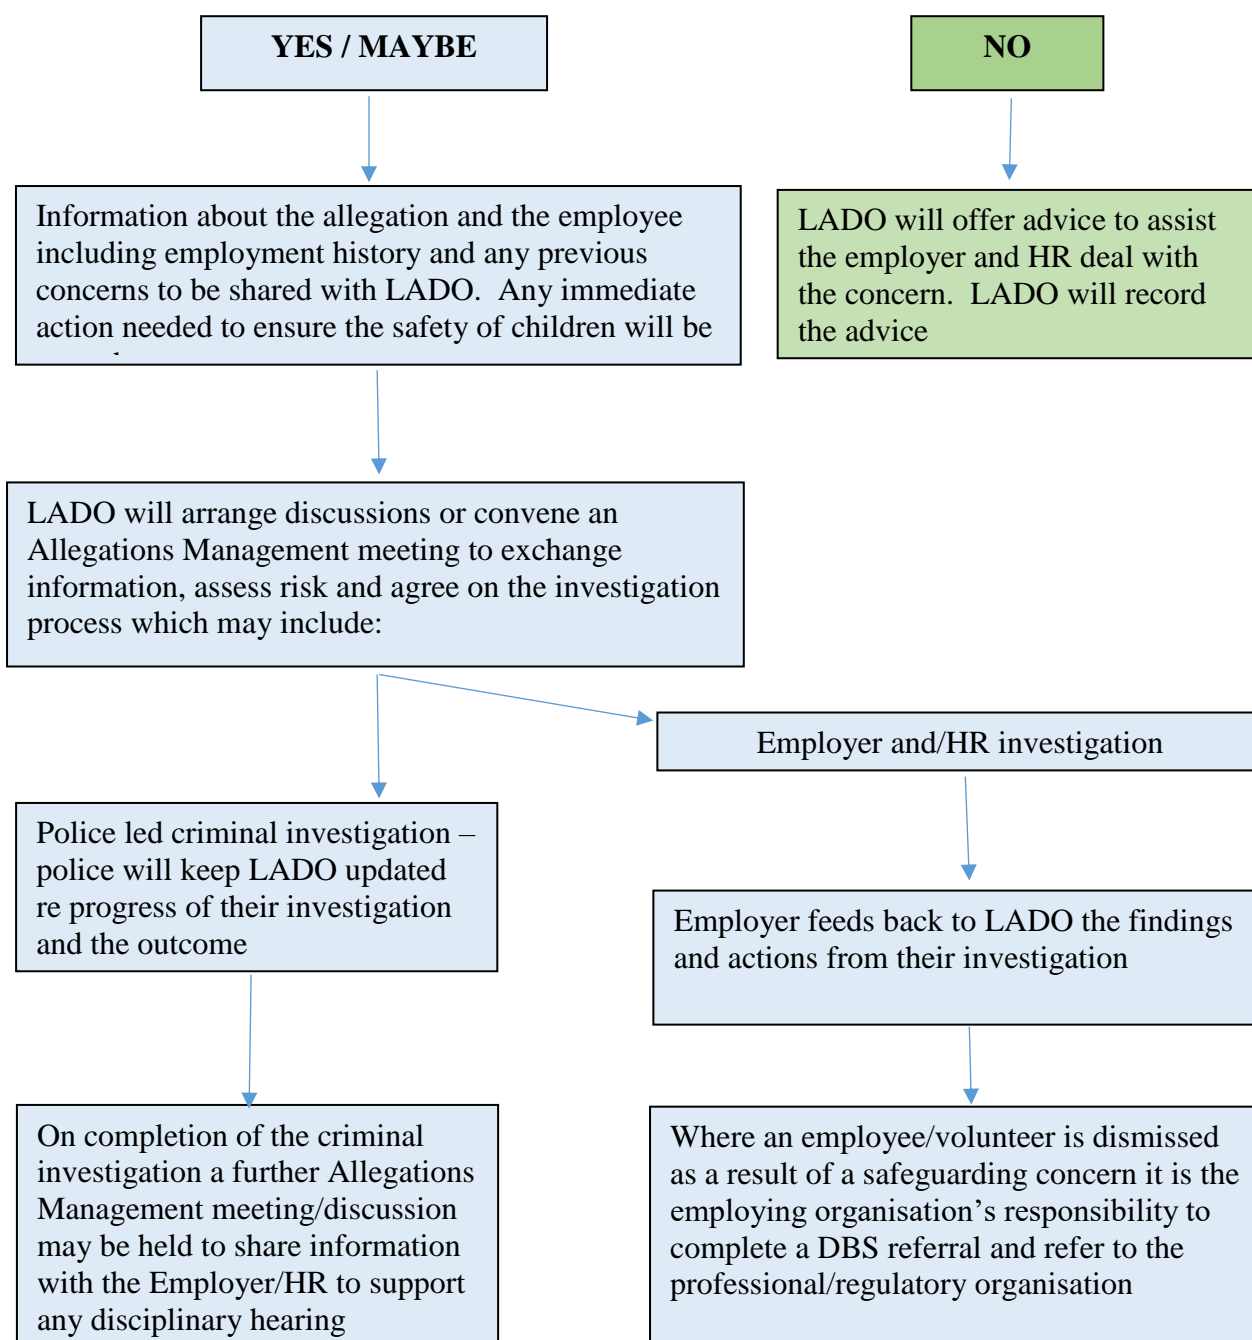 YES / MAYBE
NO
Information about the allegation and the employee
including employment history and any previous
concerns to be shared with LADO.  Any immediate
action needed to ensure the safety of children will be
LADO will offer advice to assist
the employer and HR deal with
the concern.  LADO will record
the advice
LADO will arrange discussions or convene an
Allegations Management meeting to exchange
information, assess risk and agree on the investigation
process which may include:
Employer and/HR investigation
Police led criminal investigation –
police will keep LADO updated
re progress of their investigation
and the outcome
Employer feeds back to LADO the findings
and actions from their investigation
On completion of the criminal
investigation a further Allegations
Management meeting/discussion
may be held to share information
with the Employer/HR to support
any disciplinary hearing
Where an employee/volunteer is dismissed
as a result of a safeguarding concern it is the
employing organisation’s responsibility to
complete a DBS referral and refer to the
professional/regulatory organisation